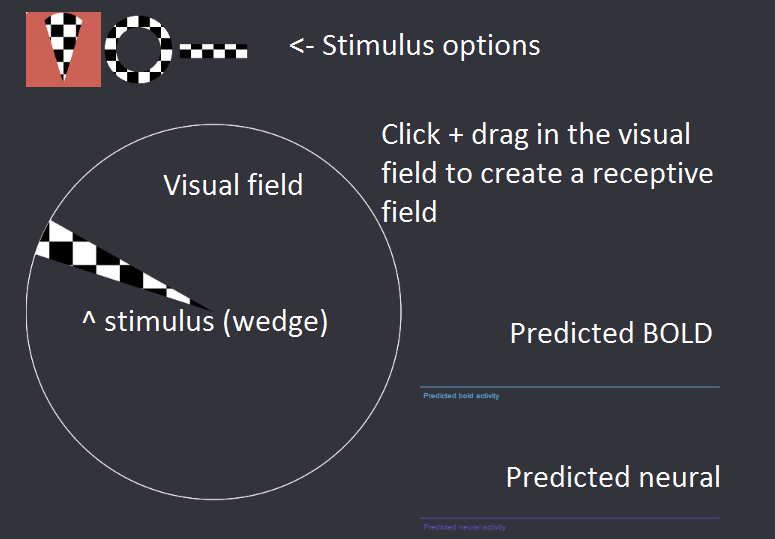 <- Stimulus options
Click + drag in the visual
field to create a receptive
field
Visual field
^ stimulus (wedge)
Predicted BOLD
Predicted bold activity
Predicted neural
Predicted neural activity